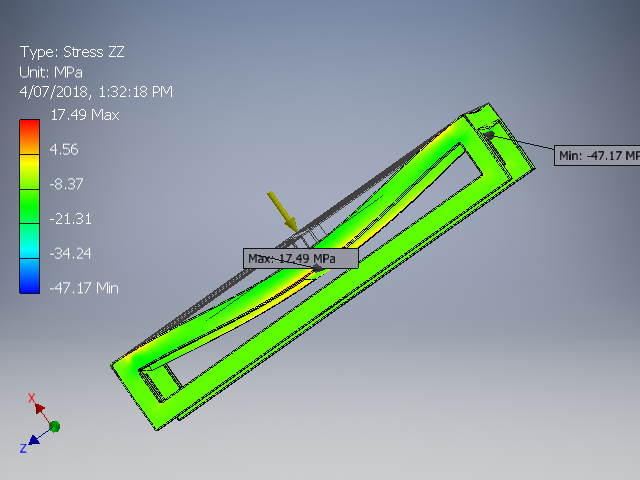 Type: Stress ZZ
Unit: MPa
4/07/2018, 1:32:18 PM
17.49 Max
4.56
-8.37
-21.31
-34.24
-47.17 Min
Min: -47.17 MP
Max: 17.49 MPa
X
Z